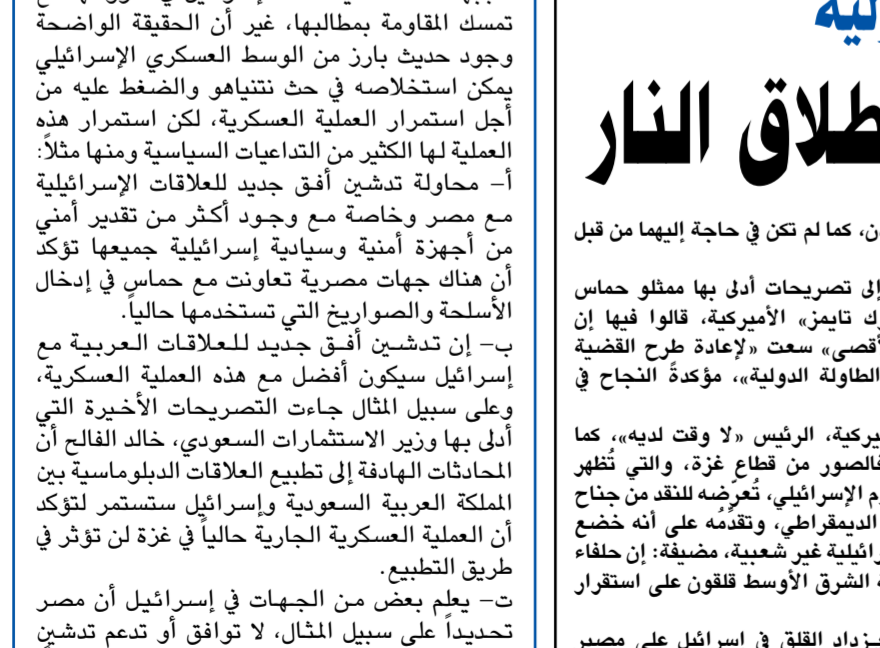 لية
طلاق النار
ون، كما لم تكن في حاجة إليهما من قبل
إلى تصريحات أدلى بها ممثلو حماس
رك تايمز» الأميركية، قالوا فيها إن
أقصى» سعت «لإعادة طرح القضية
الطاولة الدولية»، مؤكدةً النجاح في
ميركية، الرئيس «لا وقت لديه»، كما
فالصور من قطاع غزة، والتي تُظهر
وم الإسرائيلي، تُعرّضه للنقد من جناح
الديمقراطي، وتقدّمُه على أنه خضع
رائيلية غير شعبية، مضيفة: إن حلفاء
ة الشرق الأوسط قلقون على استقرار
يزداد القلق في إسرائيل على مصير
تمسك المقاومة بمطالبها، غير أن الحقيقة الواضحة
وجود حديث بارز من الوسط العسكري الإسرائيلي
يمكن استخلاصه في حث نتنياهو والضغط عليه من
أجل استمرار العملية العسكرية، لكن استمرار هذه
العملية لها الكثير من التداعيات السياسية ومنها مثلاً:
أ– محاولة تدشين أفق جديد للعلاقات الإسرائيلية
مع مصر وخاصة مع وجود أكثر من تقدير أمني
من أجهزة أمنية وسيادية إسرائيلية جميعها تؤكد
أن هناك جهات مصرية تعاونت مع حماس في إدخال
الأسلحة والصواريخ التي تستخدمها حالياً.
ب– إن تدشين أفق جديد للعلاقات العربية مع
إسرائيل سيكون أفضل مع هذه العملية العسكرية،
وعلى سبيل المثال جاءت التصريحات الأخيرة التي
أدلى بها وزير الاستثمارات السعودي، خالد الفالح أن
المحادثات الهادفة إلى تطبيع العلاقات الدبلوماسية بين
المملكة العربية السعودية وإسرائيل ستستمر لتؤكد
أن العملية العسكرية الجارية حالياً في غزة لن تؤثر في
طريق التطبيع.
ت– يعلم بعض من الجهات في إسرائيل أن مصر
تحديداً على سبيل المثال، لا توافق أو تدعم تدشين